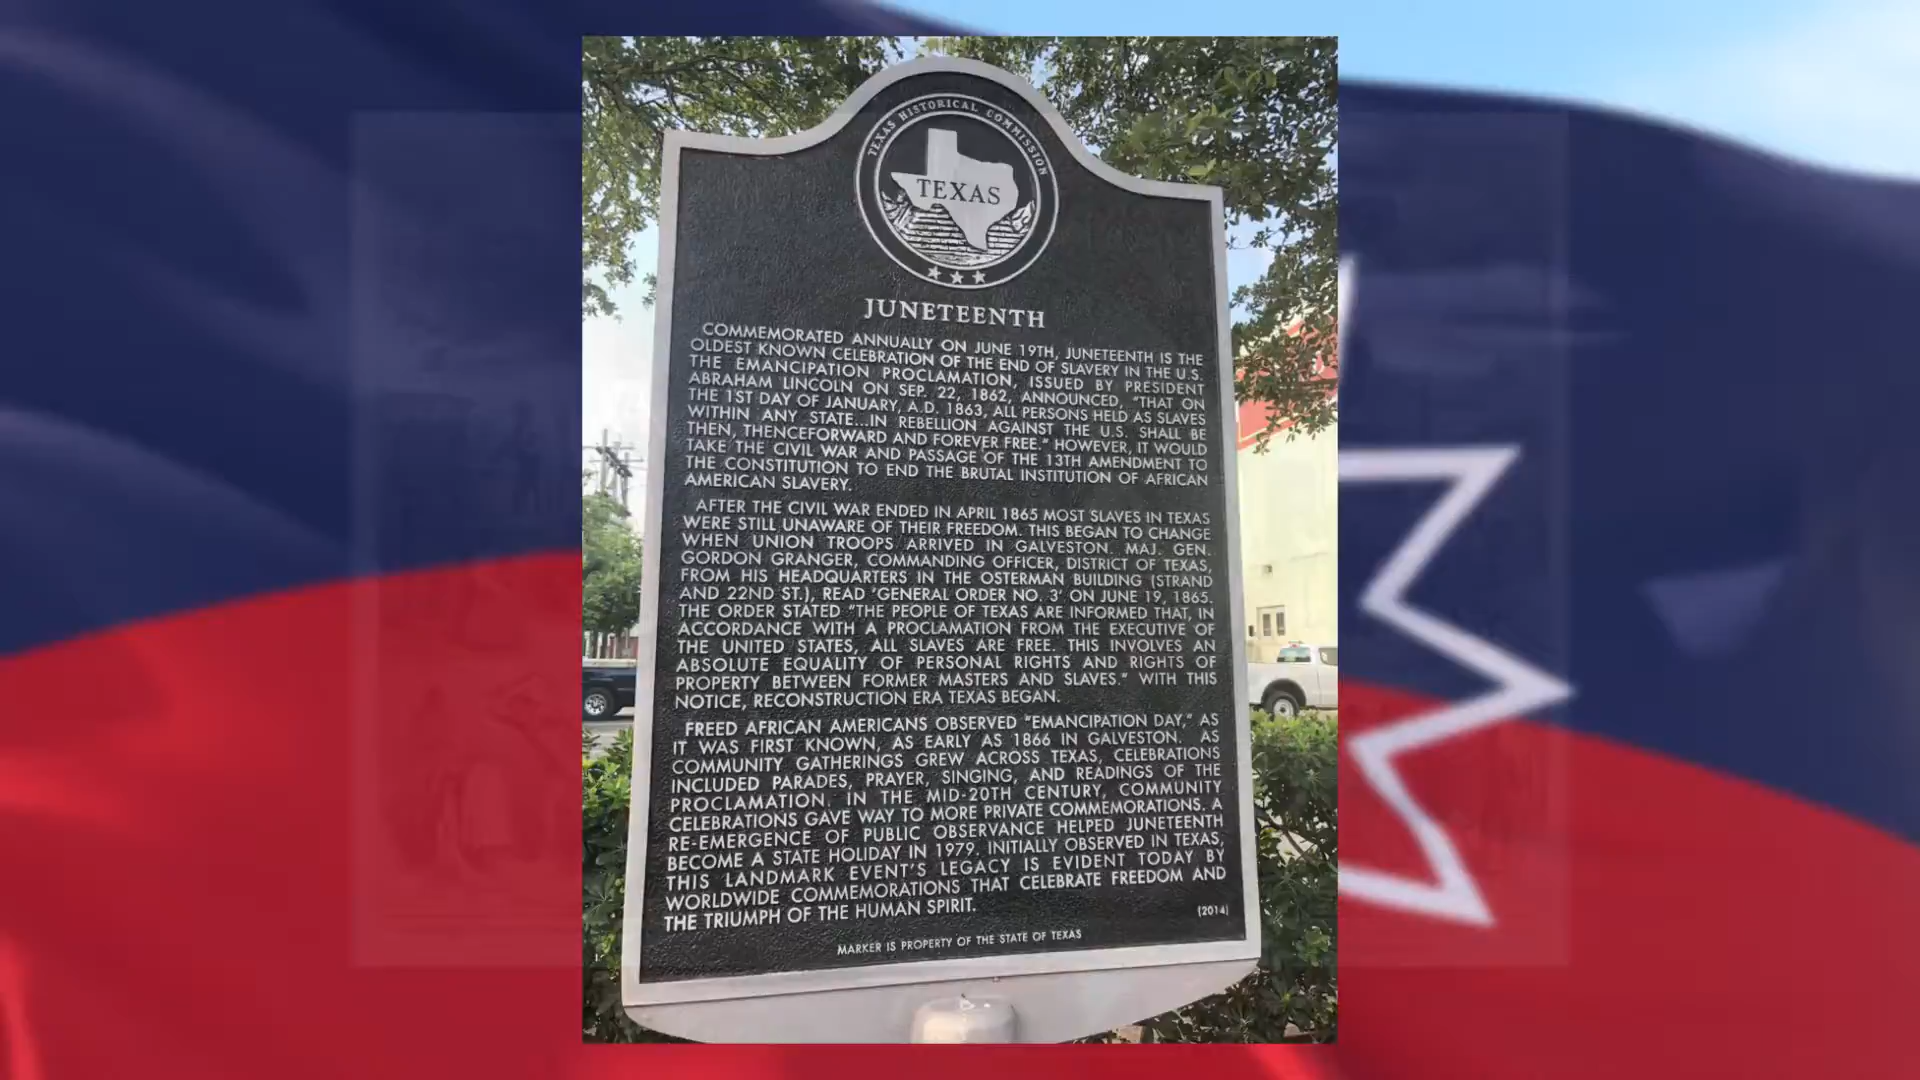 TEXAS HISTORICAL COMMISSION
TEXAS
JUNETEENTH
COMMEMORATED ANNUALLY ON JUNE 19TH, JUNETEENTH IS THE
OLDEST KNOWN CELEBRATION OF THE END OF SLAVERY IN THE U.S.
THE EMANCIPATION PROCLAMATION, ISSUED BY PRESIDENT
ABRAHAM LINCOLN ON SEP. 22, 1862, ANNOUNCED, "THAT ON
THE 1ST DAY OF JANUARY, A.D. 1863, ALL PERSONS HELD AS SLAVES
WITHIN ANY STATE...IN REBELLION AGAINST THE U.S. SHALL BE
THEN, THENCEFORWARD AND FOREVER FREE." HOWEVER, IT WOULD
TAKE THE CIVIL WAR AND PASSAGE OF THE 13TH AMENDMENT TO
THE CONSTITUTION TO END THE BRUTAL INSTITUTION OF AFRICAN
AMERICAN SLAVERY.
AFTER THE CIVIL WAR ENDED IN APRIL 1865 MOST SLAVES IN TEXAS
WERE STILL UNAWARE OF THEIR FREEDOM. THIS BEGAN TO CHANGE
WHEN UNION TROOPS ARRIVED IN GALVESTON. MAJ. GEN.
GORDON GRANGER, COMMANDING OFFICER, DISTRICT OF TEXAS,
FROM HIS HEADQUARTERS IN THE OSTERMAN BUILDING (STRAND
AND 22ND ST.), READ 'GENERAL ORDER NO. 3' ON JUNE 19, 1865.
THE ORDER STATED "THE PEOPLE OF TEXAS ARE INFORMED THAT, IN
ACCORDANCE WITH A PROCLAMATION FROM THE EXECUTIVE OF
THE UNITED STATES, ALL SLAVES ARE FREE. THIS INVOLVES AN
ABSOLUTE EQUALITY OF PERSONAL RIGHTS AND RIGHTS OF
PROPERTY BETWEEN FORMER MASTERS AND SLAVES." WITH THIS
NOTICE, RECONSTRUCTION ERA TEXAS BEGAN.
FREED AFRICAN AMERICANS OBSERVED "EMANCIPATION DAY," AS
IT WAS FIRST KNOWN, AS EARLY AS 1866 IN GALVESTON. AS
COMMUNITY GATHERINGS GREW ACROSS TEXAS, CELEBRATIONS
INCLUDED PARADES, PRAYER, SINGING, AND READINGS OF THE
PROCLAMATION. IN THE MID-20TH CENTURY, COMMUNITY
CELEBRATIONS GAVE WAY TO MORE PRIVATE COMMEMORATIONS. A
RE-EMERGENCE OF PUBLIC OBSERVANCE HELPED JUNETEENTH
BECOME A STATE HOLIDAY IN 1979. INITIALLY OBSERVED IN TEXAS,
THIS LANDMARK EVENT'S LEGACY IS EVIDENT TODAY BY
WORLDWIDE COMMEMORATIONS THAT CELEBRATE FREEDOM AND
THE TRIUMPH OF THE HUMAN SPIRIT.
(2014)
MARKER IS PROPERTY OF THE STATE OF TEXAS